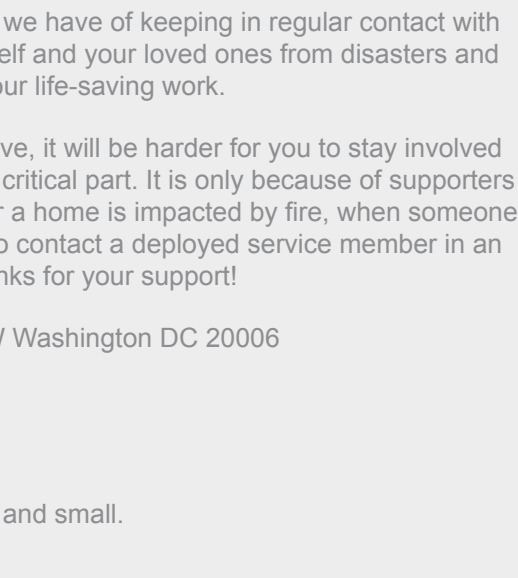 we have of keeping in regular contact with
elf and your loved ones from disasters and
our life-saving work.
ve, it will be harder for you to stay involved
critical part. It is only because of supporters
r a home is impacted by fire, when someone
o contact a deployed service member in an
nks for your support!
Washington DC 20006
and small.